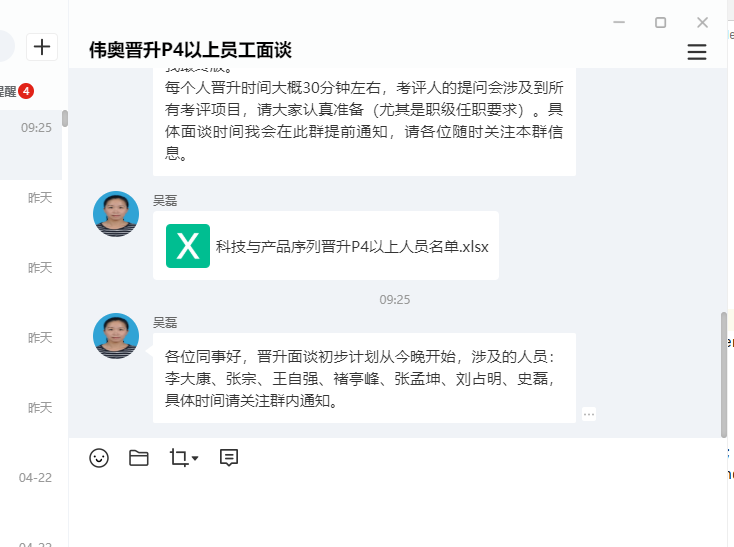 伟奥晋升P4以上员工面谈
醒 4
09:25
昨天
昨天
昨天
昨天
04-22
每个人晋升时间大概30分钟左右，考评人的提问会涉及到所
有考评项目，请大家认真准备（尤其是职级任职要求）。具
体面谈时间我会在此群提前通知，请各位随时关注本群信
息。
吴磊
X
科技与产品序列晋升P4以上人员名单.xlsx
09:25
吴磊
各位同事好，晋升面谈初步计划从今晚开始，涉及的人员：
李大康、张宗、王自强、褚亭峰、张孟坤、刘占明、史磊，
具体时间请关注群内通知。